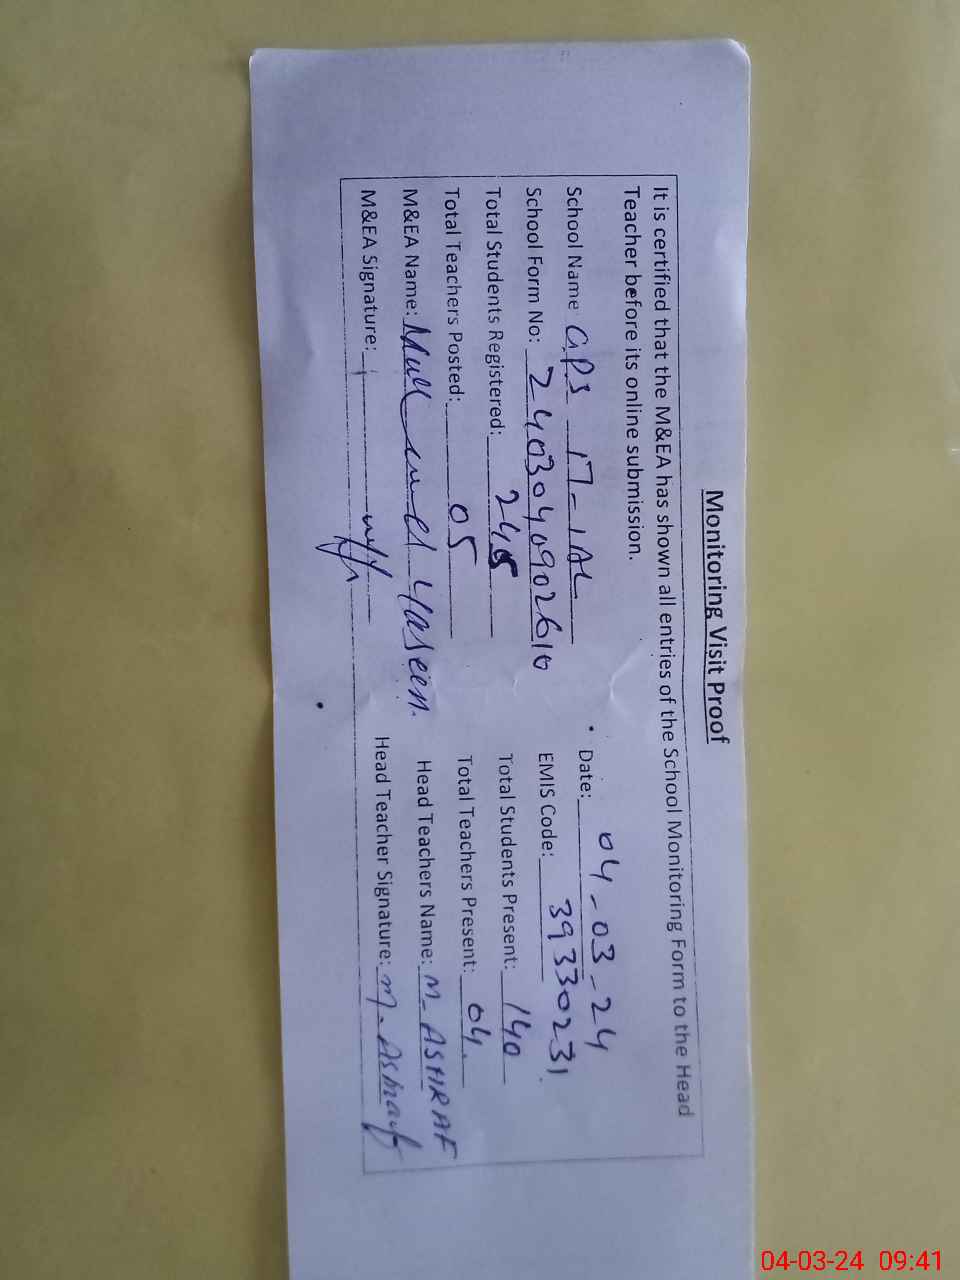 Monitoring Visit Proof
It is certified that the M&EA has shown all entries of the School Monitoring Form to the Head
Teacher before its online submission.
School Name GPS 17-1AL Date: 04-03-24
School Form No: 2403040902610 EMIS Code: 39330231
Total Students Registered: 245 Total Students Present: 140
Total Teachers Posted: 05 Total Teachers Present: 04
M&EA Name: Yaseen Head Teachers Name: M-ASHRAF
M&EA Signature: Head Teacher Signature: M-Ashraf
04-03-24 09:41